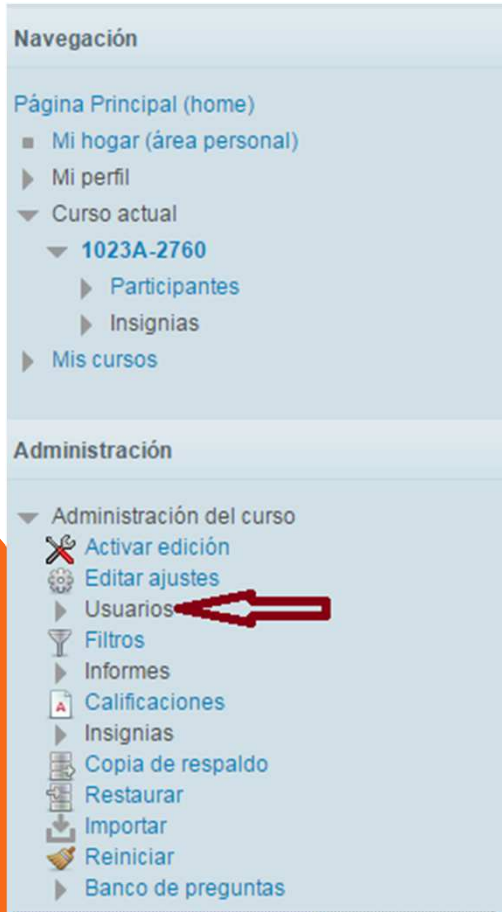 Navegación
Página Principal (home)
Mi hogar (área personal)
Mi perfil
Curso actual
1023A-2760
Participantes
Insignias
Mis cursos
Administración
Administración del curso
Activar edición
Editar ajustes
Usuarios
Filtros
Informes
A Calificaciones
Insignias
Copia de respaldo
Restaurar
Importar
Reiniciar
Banco de preguntas